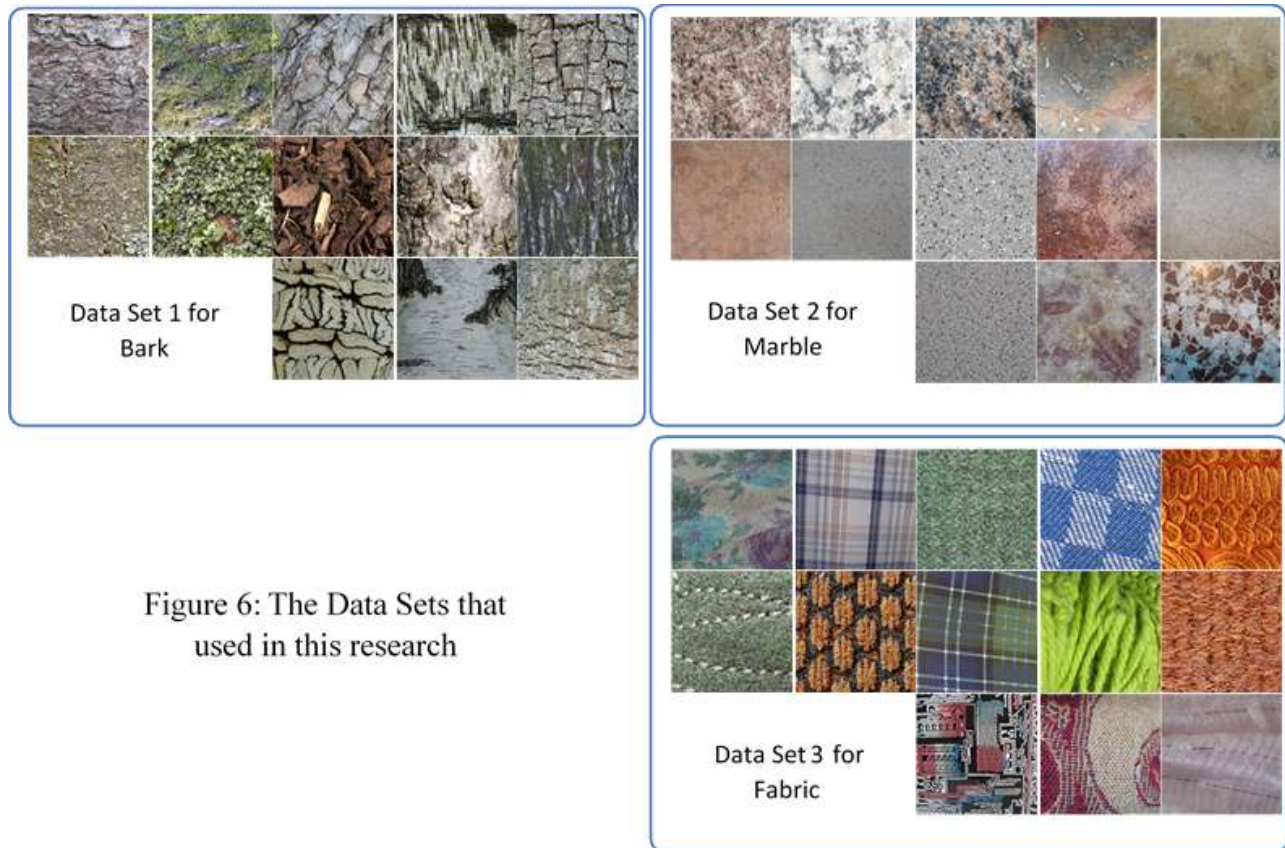 Data Set 1 for
Bark
Data Set 2 for
Marble
Figure 6: The Data Sets that
used in this research
Data Set 3 for
Fabric